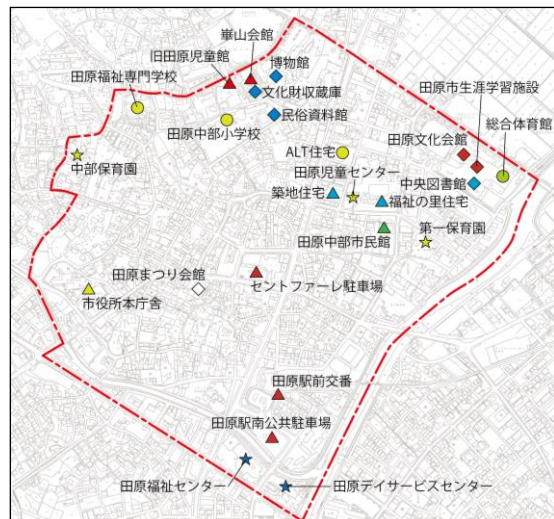 崋山会館
旧田原児童館
博物館
田原福祉専門学校
文化財収蔵庫
田原市生涯学習施設
民俗資料館
田原文化会館
総合体育館
田原中部小学校
ALT住宅
中部保育園
田原児童センター
中央図書館
築地住宅
福祉の里住宅
田原中部市民館
第一保育園
田原まつり会館
市役所本庁舎
セントファーレ駐車場
田原駅前交番
田原駅南公共駐車場
田原福祉センター
田原デイサービスセンター